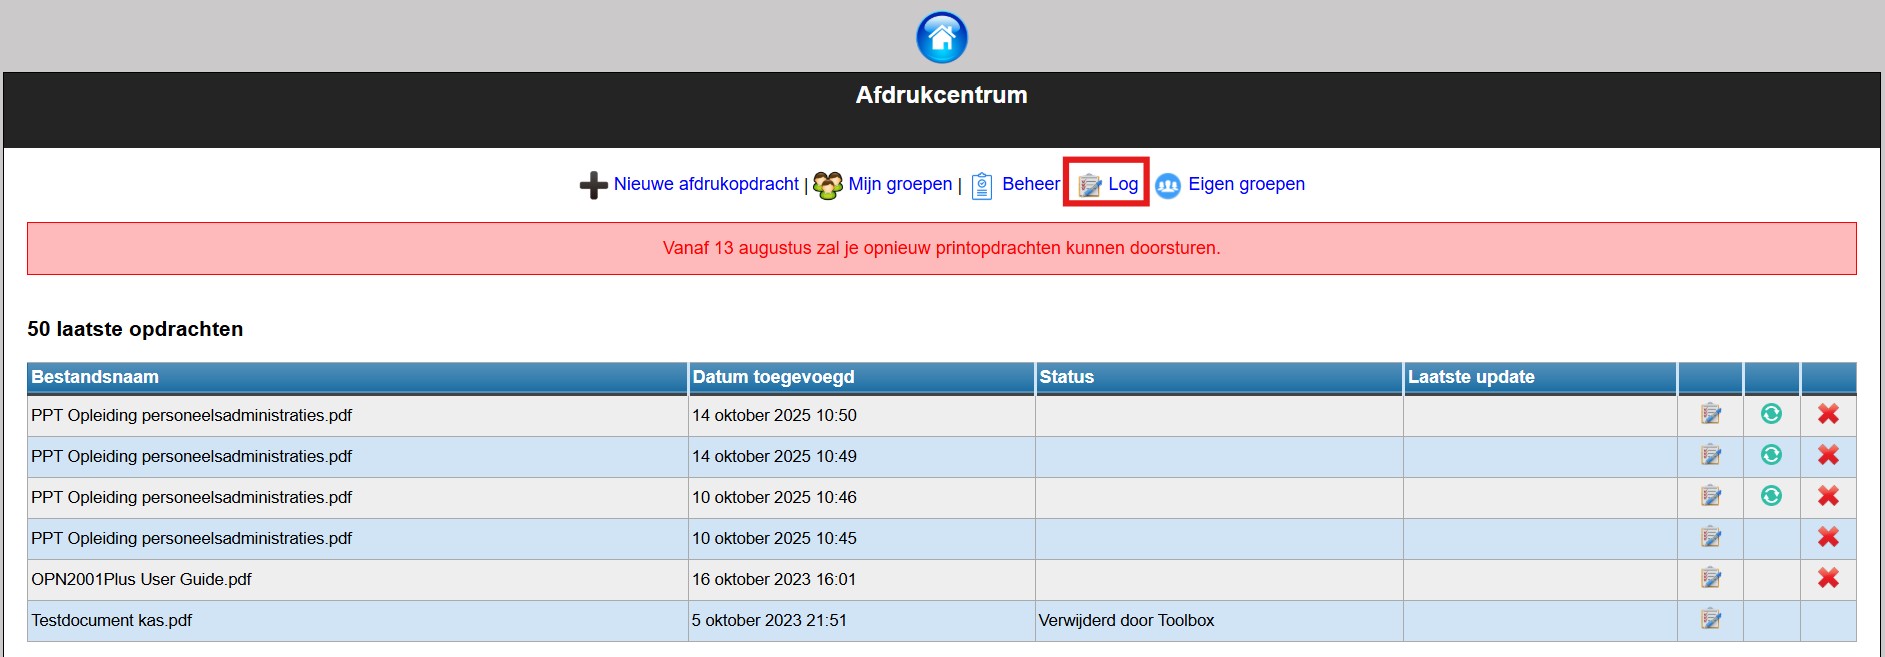 Afdrukcentrum
Nieuwe afdrukopdracht | Mijn groepen | Beheer Log Eigen groepen
Vanaf 13 augustus zal je opnieuw printopdrachten kunnen doorsturen.
50 laatste opdrachten
Bestandsnaam Datum toegevoegd Status Laatste update
PPT Opleiding personeelsadministraties.pdf 14 oktober 2025 10:50
PPT Opleiding personeelsadministraties.pdf 14 oktober 2025 10:49
PPT Opleiding personeelsadministraties.pdf 10 oktober 2025 10:46
PPT Opleiding personeelsadministraties.pdf 10 oktober 2025 10:45
OPN2001Plus User Guide.pdf 16 oktober 2023 16:01
Testdocument kas.pdf 5 oktober 2023 21:51 Verwijderd door Toolbox